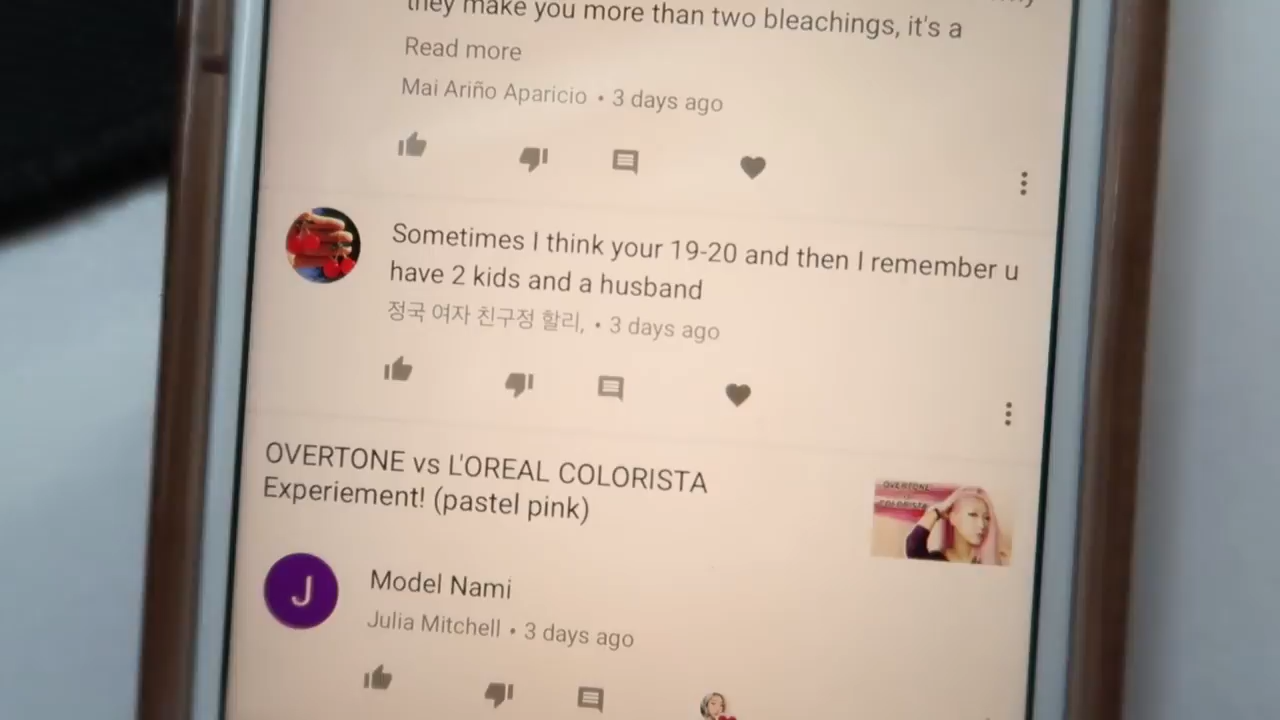 they make you more than two bleachings, it's a
Read more
Mai Ariño Aparicio • 3 days ago
Sometimes I think your 19-20 and then I remember u
have 2 kids and a husband
정국 여자 친구정 할리, • 3 days ago
OVERTONE vs L'OREAL COLORISTA
Experiement! (pastel pink)
OVERTONE
COLORISTA
J
Model Nami
Julia Mitchell • 3 days ago